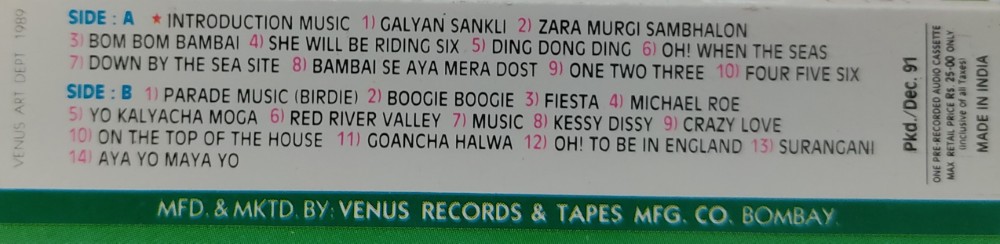 SIDE : A ★ INTRODUCTION MUSIC 1) GALYAN SANKLI 2) ZARA MURGI SAMBHALON
3) BOM BOM BAMBAI 4) SHE WILL BE RIDING SIX 5) DING DONG DING 6) OH! WHEN THE SEAS
7) DOWN BY THE SEA SITE 8) BAMBAI SE AYA MERA DOST 9) ONE TWO THREE 10) FOUR FIVE SIX
SIDE : B 1) PARADE MUSIC (BIRDIE) 2) BOOGIE BOOGIE 3) FIESTA 4) MICHAEL ROE
5) YO KALYACHA MOGA 6) RED RIVER VALLEY 7) MUSIC 8) KESSY DISSY 9) CRAZY LOVE
10) ON THE TOP OF THE HOUSE 11) GOANCHA HALWA 12) OH! TO BE IN ENGLAND 13) SURANGANI
14) AYA YO MAYA YO
VENUS ART DEPT 1989
Pkd./Dec. 91
ONE PRE-RECORDED AUDIO CASSETTE
MAX RETAIL PRICE Rs. 25-00 ONLY
(Inclusive of all Taxes)
MADE IN INDIA
MFD. & MKTD. BY: VENUS RECORDS & TAPES MFG. CO. BOMBAY.